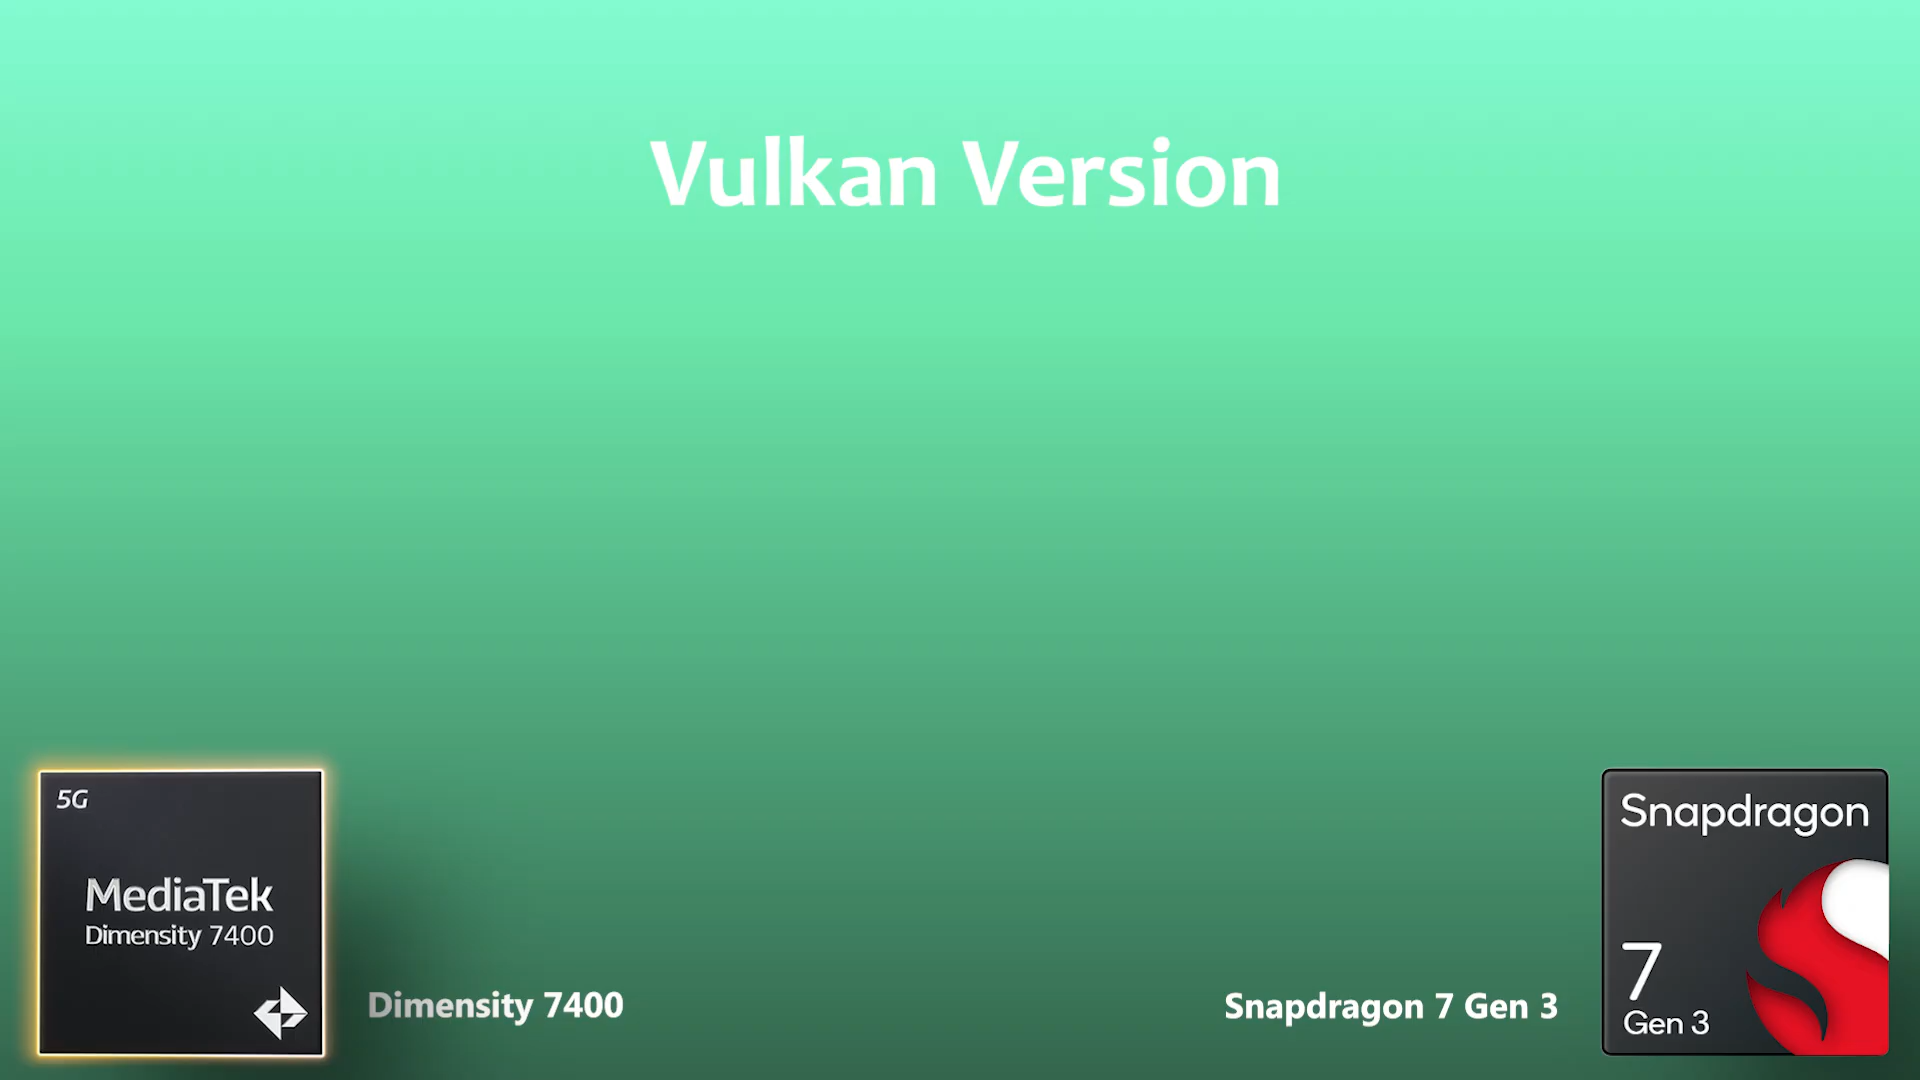 Vulkan Version
5G
MediaTek
Dimensity 7400
Dimensity 7400
Snapdragon 7 Gen 3
Snapdragon
7
Gen 3